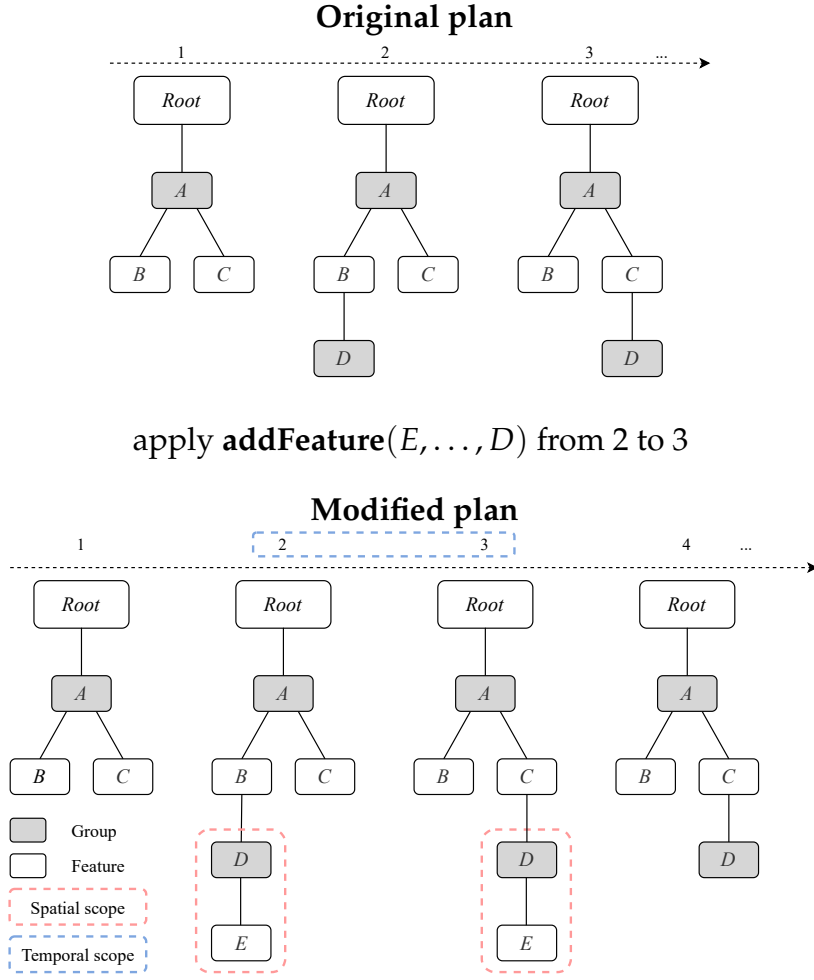 Original plan
1 2 3 ...
Root Root Root
A A A
B C B C B C
D D
apply addFeature(E, . . . , D) from 2 to 3
Modified plan
1 2 3 4 ...
Root Root Root Root
A A A A
B C B C B C B C
Group
Feature
D D D
Spatial scope
E E
Temporal scope